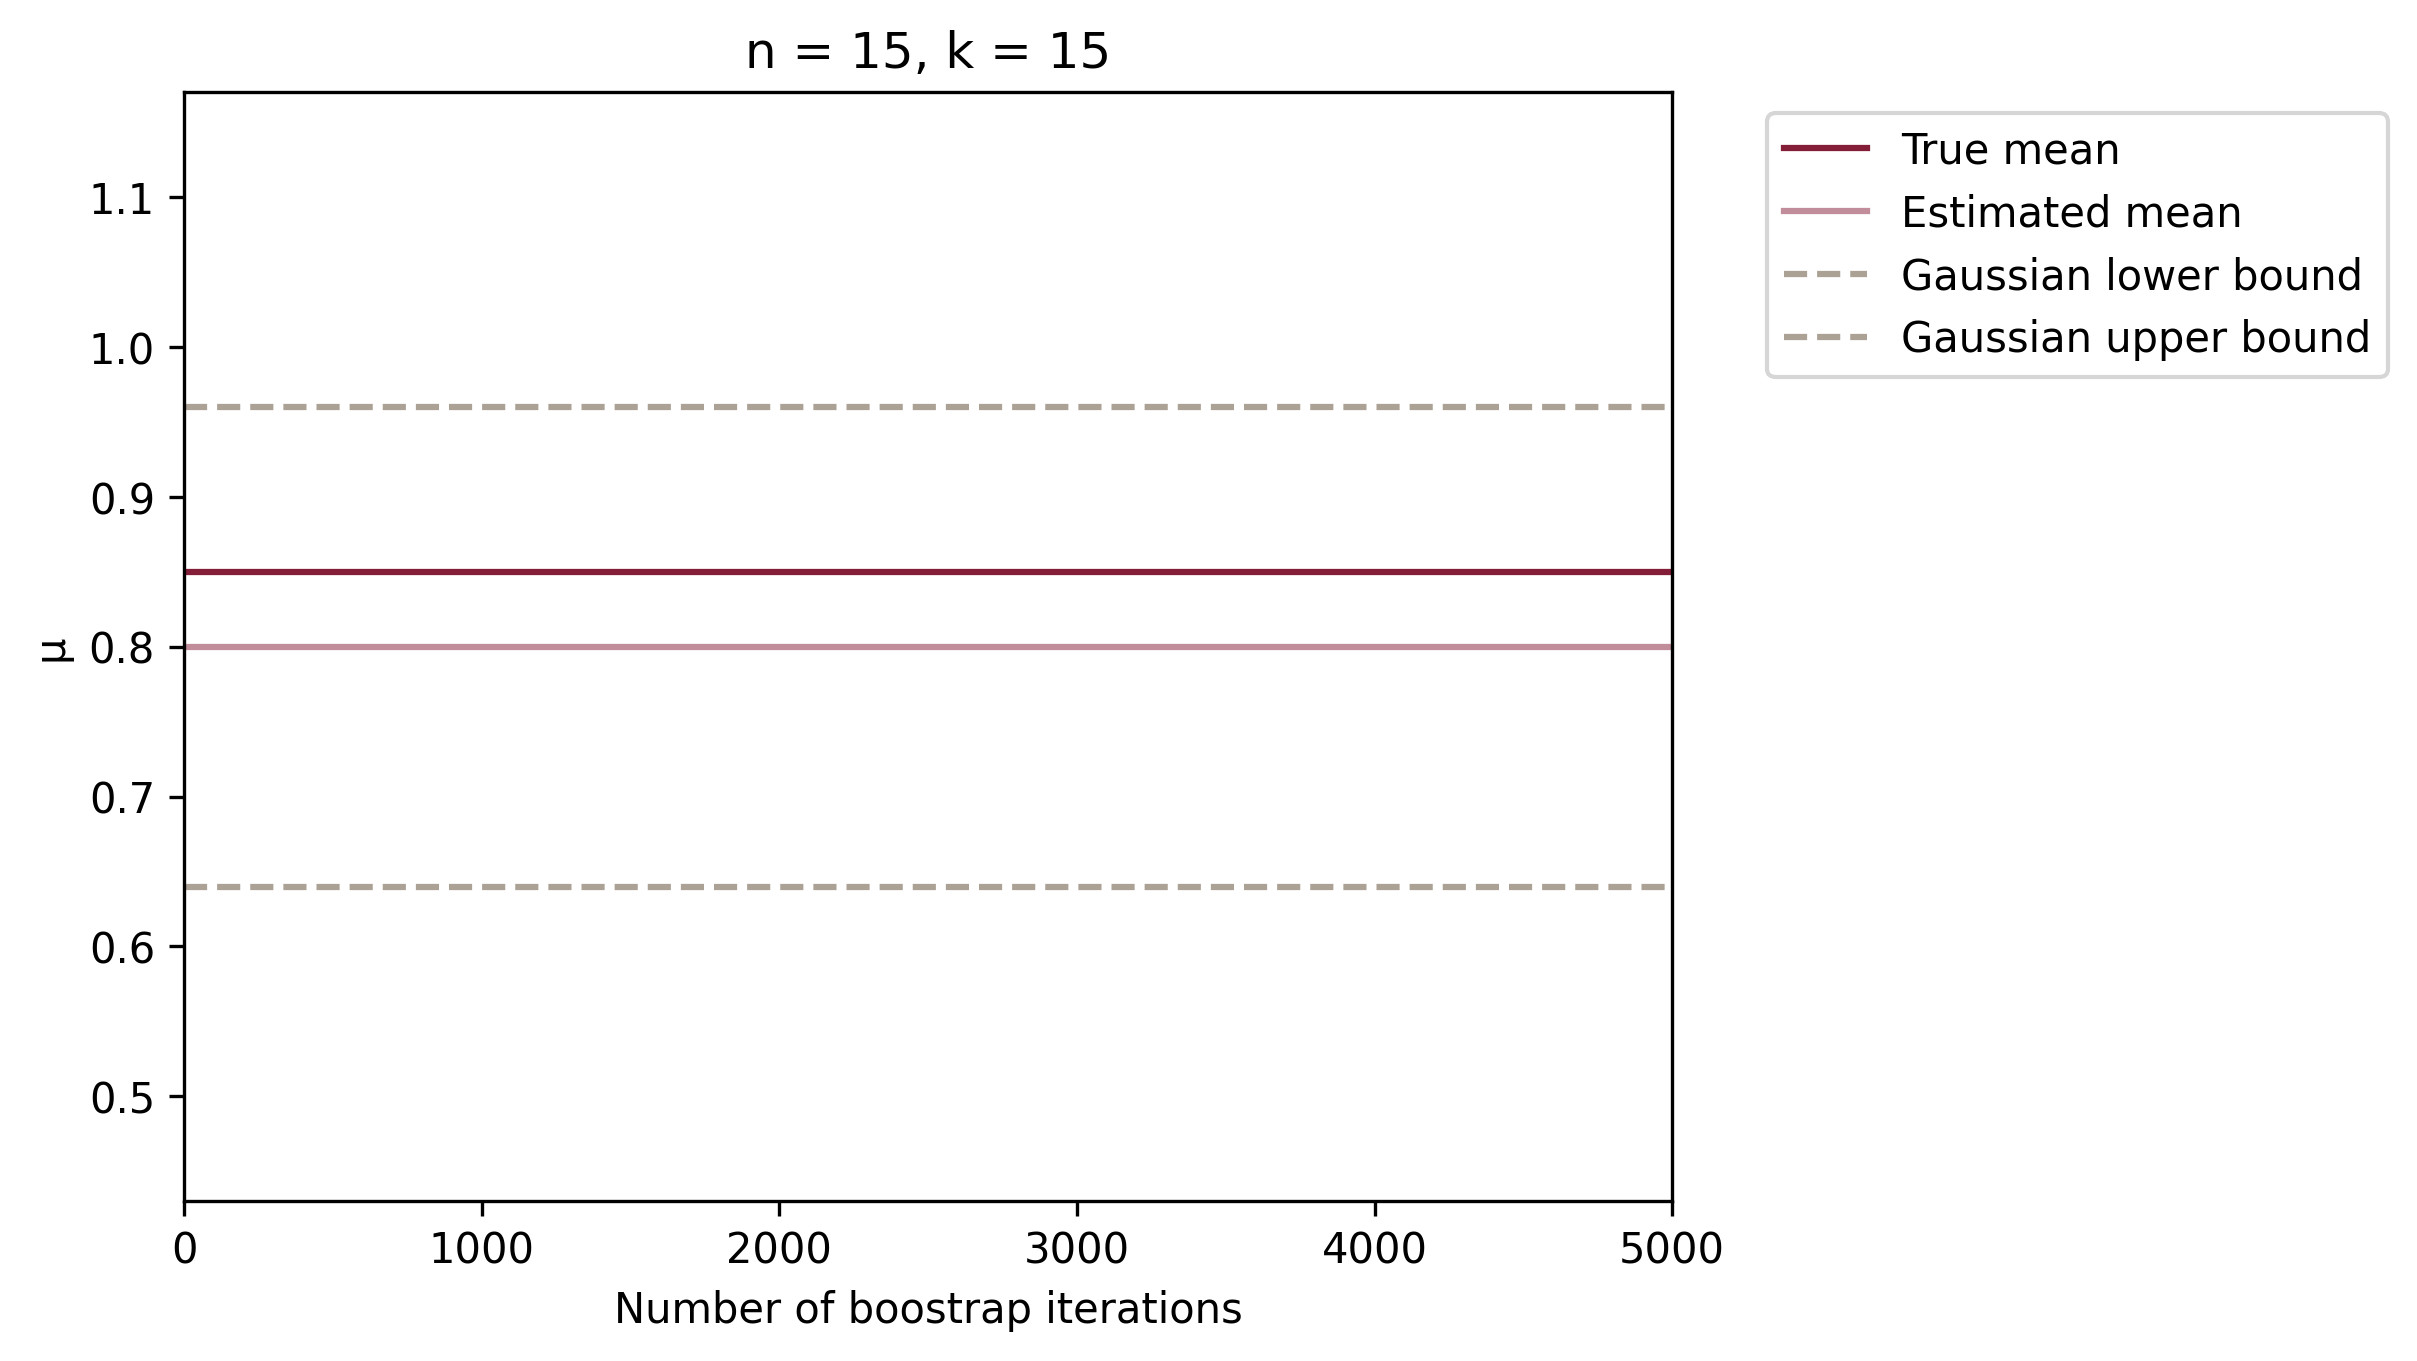 n = 15, k = 15
1.1
1.0
0.9
0.8
0.7
0.6
0.5
μ
0
1000
2000
3000
4000
5000
Number of boostrap iterations
True mean
Estimated mean
Gaussian lower bound
Gaussian upper bound